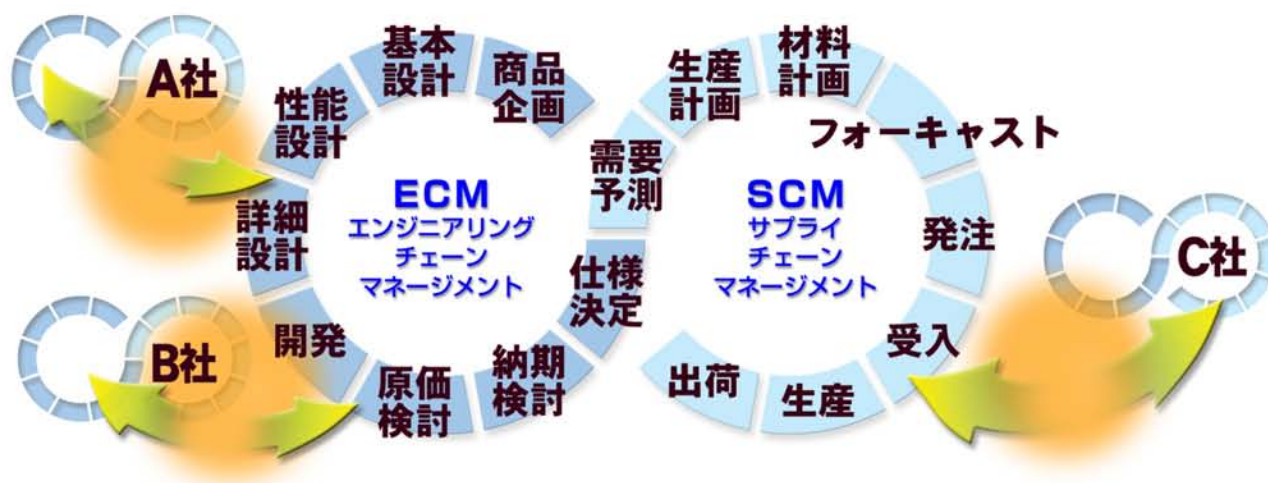 A社
B社
C社
商品
企画
基本
設計
性能
設計
詳細
設計
開発
原価
検討
納期
検討
仕様
決定
需要
予測
生産
計画
材料
計画
フォーキャスト
発注
受入
生産
出荷
ECM
エンジニアリング
チェーン
マネージメント
SCM
サプライ
チェーン
マネージメント